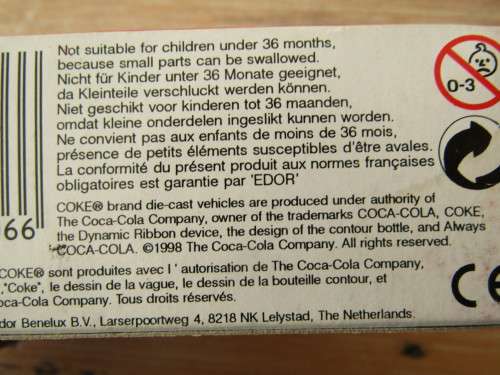 Not suitable for children under 36 months,
because small parts can be swallowed.
Nicht für Kinder unter 36 Monate geeignet,
da Kleinteile verschluckt werden können.
Niet geschikt voor kinderen tot 36 maanden,
omdat kleine onderdelen ingeslikt kunnen worden.
Ne convient pas aux enfants de moins de 36 mois,
présence de petits éléments susceptibles d'être avales.
La conformité du présent produit aux normes françaises
obligatoires est garantie par 'EDOR'
0-3
66
COKE® brand die-cast vehicles are produced under authority of
The Coca-Cola Company, owner of the trademarks COCA-COLA, COKE,
the Dynamic Ribbon device, the design of the contour bottle, and Always
COCA-COLA. ©1998 The Coca-Cola Company. All rights reserved.
COKE® sont produites avec l' autorisation de The Coca-Cola Company,
,"Coke", le dessin de la vague, le dessin de la bouteille contour, et
Coca-Cola Company. Tous droits réservés.
dor Benelux B.V., Larserpoortweg 4, 8218 NK Lelystad, The Netherlands.
CE